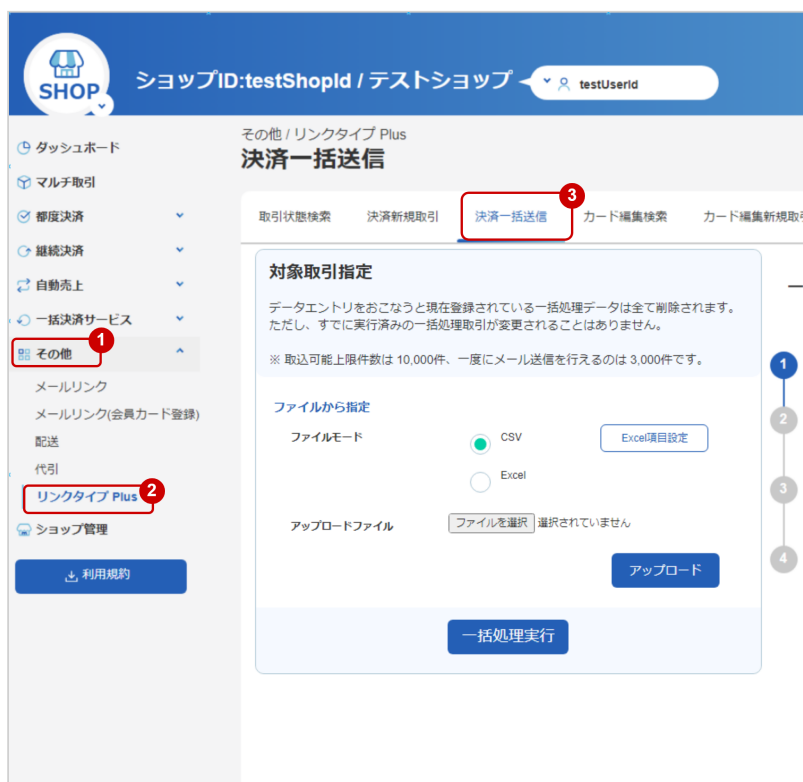 SHOP
ショップID:testShopId / テストショップ
testUserId
ダッシュボード
マルチ取引
都度決済
継続決済
自動売上
一括決済サービス
1
その他
メールリンク
メールリンク(会員カード登録)
配送
代引
リンクタイプ Plus
2
ショップ管理
利用規約
その他 / リンクタイプ Plus
決済一括送信
3
取引状態検索 決済新規取引 決済一括送信 カード編集検索 カード編集新規取引
対象取引指定
データエントリをおこなうと現在登録されている一括処理データは全て削除されます。
ただし、すでに実行済みの一括処理取引が変更されることはありません。
※ 取込可能上限件数は 10,000件、一度にメール送信を行えるのは 3,000件です。
ファイルから指定
ファイルモード CSV Excel項目設定
Excel
アップロードファイル ファイルを選択 選択されていません
アップロード
一括処理実行
1
2
3
4